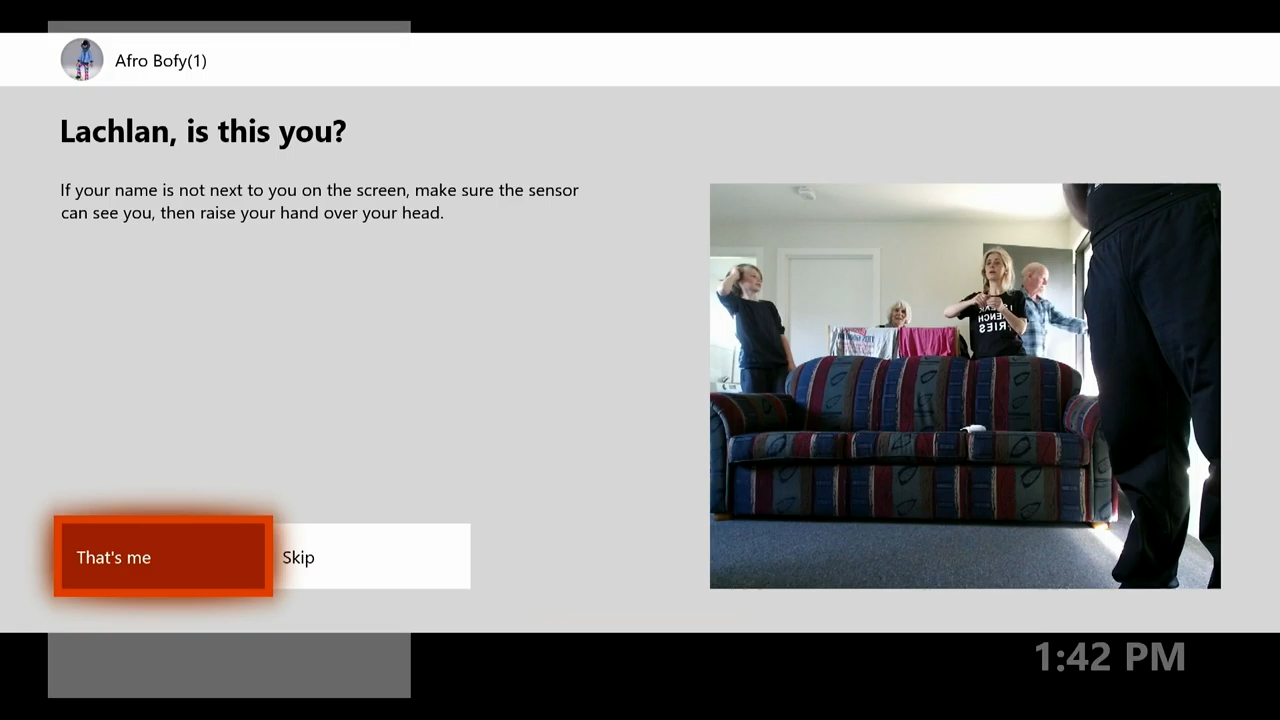 Afro Bofy(1)
Lachlan, is this you?
If your name is not next to you on the screen, make sure the sensor
can see you, then raise your hand over your head.
FRENCH
FRIES
That's me
Skip
1:42 PM